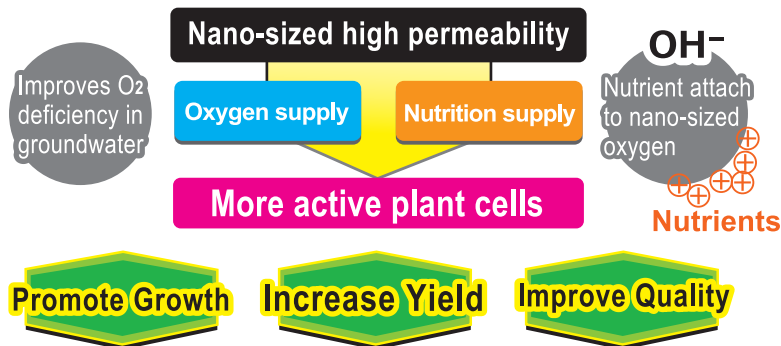 Nano-sized high permeability
Improves O₂
deficiency in
groundwater
Oxygen supply
Nutrition supply
OH⁻
Nutrient attach
to nano-sized
oxygen
Nutrients
More active plant cells
Promote Growth
Increase Yield
Improve Quality